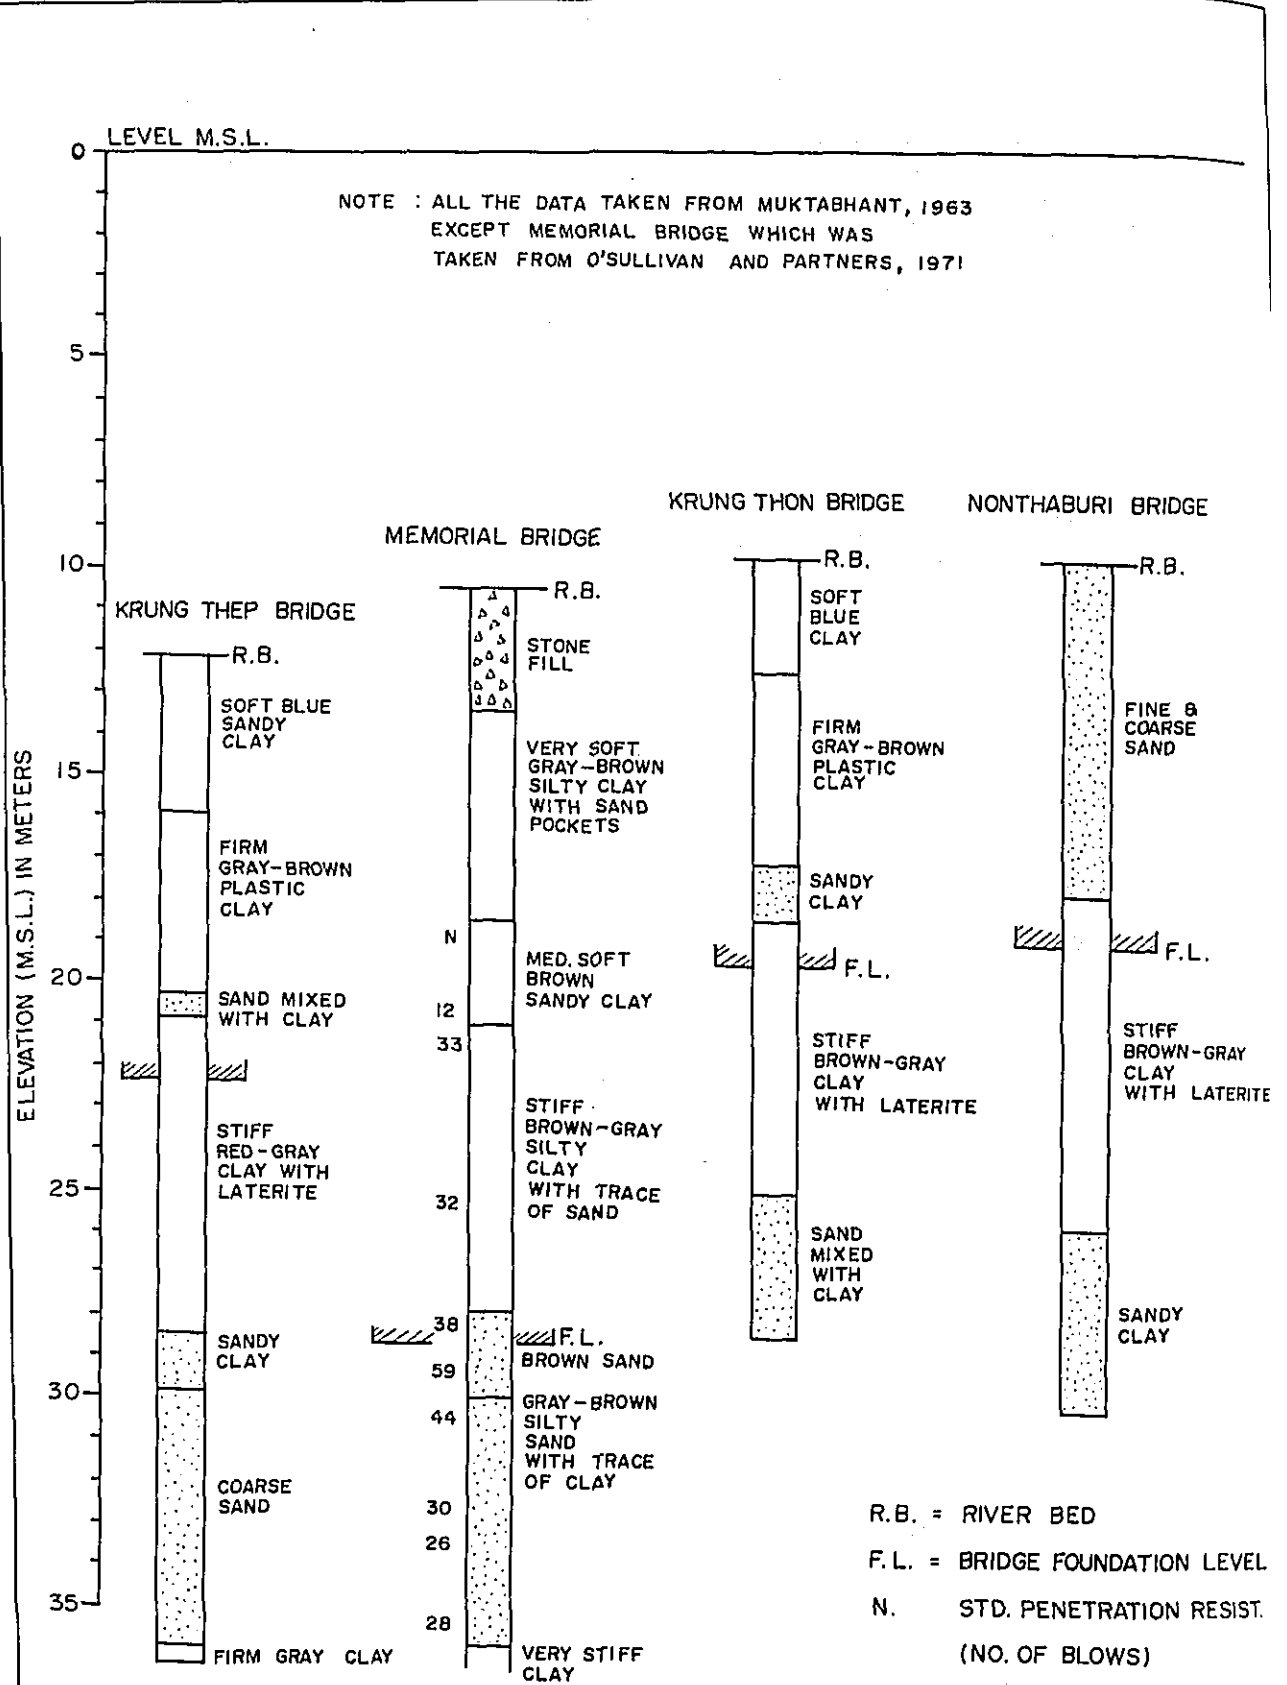 LEVEL M.S.L.
0
NOTE : ALL THE DATA TAKEN FROM MUKTABHANT, 1963
EXCEPT MEMORIAL BRIDGE WHICH WAS
TAKEN FROM O'SULLIVAN AND PARTNERS, 1971
5
10
15
20
25
30
35
ELEVATION (M.S.L.) IN METERS
KRUNG THEP BRIDGE
R.B.
SOFT BLUE
SANDY
CLAY
FIRM
GRAY-BROWN
PLASTIC
CLAY
SAND MIXED
WITH CLAY
STIFF
RED-GRAY
CLAY WITH
LATERITE
SANDY
CLAY
COARSE
SAND
FIRM GRAY CLAY
MEMORIAL BRIDGE
R.B.
STONE
FILL
VERY SOFT
GRAY-BROWN
SILTY CLAY
WITH SAND
POCKETS
N
12
33
32
38
59
44
30
26
28
MED. SOFT
BROWN
SANDY CLAY
STIFF
BROWN-GRAY
SILTY
CLAY
WITH TRACE
OF SAND
F.L.
BROWN SAND
GRAY-BROWN
SILTY
SAND
WITH TRACE
OF CLAY
VERY STIFF
CLAY
KRUNG THON BRIDGE
R.B.
SOFT
BLUE
CLAY
FIRM
GRAY-BROWN
PLASTIC
CLAY
SANDY
CLAY
F.L.
STIFF
BROWN-GRAY
CLAY
WITH LATERITE
SAND
MIXED
WITH
CLAY
NONTHABURI BRIDGE
R.B.
FINE &
COARSE
SAND
F.L.
STIFF
BROWN-GRAY
CLAY
WITH LATERITE
SANDY
CLAY
R.B. = RIVER BED
F.L. = BRIDGE FOUNDATION LEVEL
N. STD. PENETRATION RESIST.
(NO. OF BLOWS)